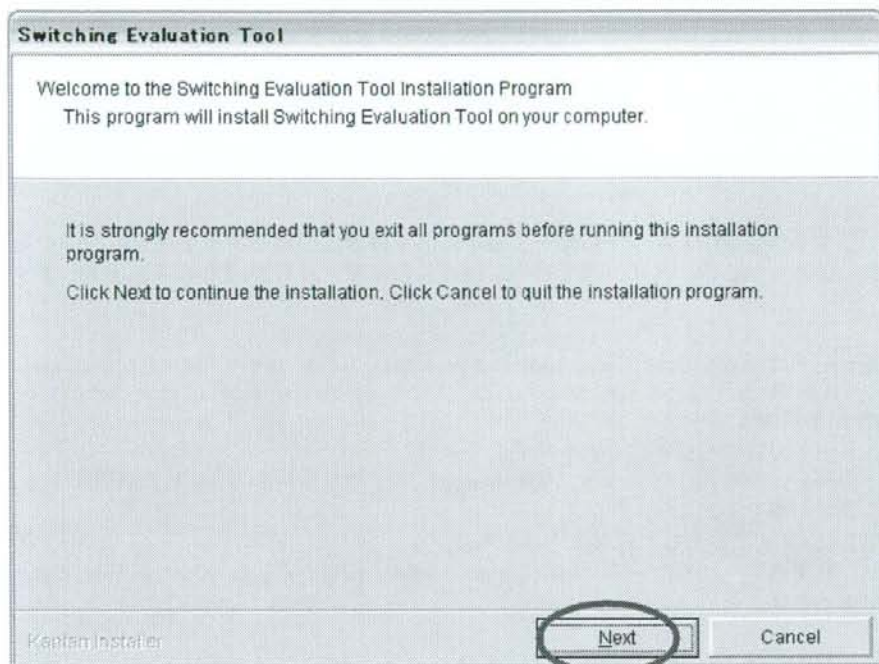 Switching Evaluation Tool
Welcome to the Switching Evaluation Tool Installation Program
This program will install Switching Evaluation Tool on your computer.
It is strongly recommended that you exit all programs before running this installation
program.
Click Next to continue the installation. Click Cancel to quit the installation program.
Kantan Installer
Next
Cancel